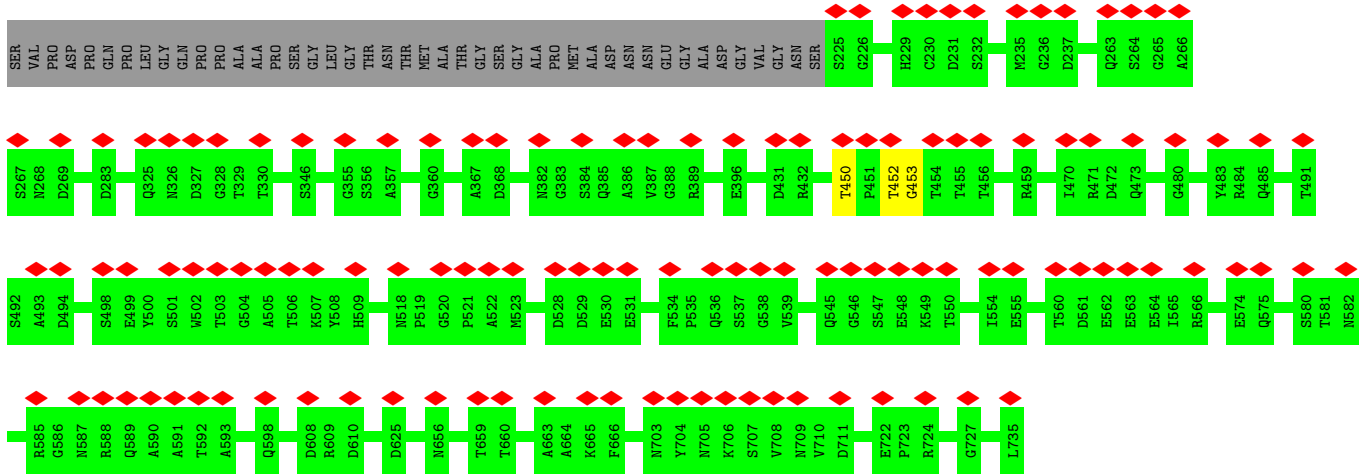 SER VAL PRO ASP PRO GLN PRO LEU GLY GLN PRO PRO ALA ALA PRO SER GLY LEU GLY THR ASN THR MET ALA THR GLY SER GLY ALA PRO MET ALA ASP ASN ASN GLU GLY ALA ASP GLY VAL GLY ASN SER S225 G226 H229 C230 D231 S232 M235 G236 D237 Q263 S264 G265 A266
S267 N268 D269 D283 Q325 N326 D327 G328 T329 T330 S346 G355 S356 A357 G360 A367 D368 N382 G383 S384 Q385 A386 V387 G388 R389 E396 D431 R432 T450 P451 T452 G453 T454 T455 T456 R459 I470 R471 D472 Q473 G480 Y483 R484 Q485 T491
S492 A493 D494 S498 E499 Y500 S501 W502 T503 G504 A505 T506 K507 Y508 H509 N518 P519 G520 P521 A522 M523 D528 D529 E530 E531 F534 P535 Q536 S537 G538 V539 Q545 G546 S547 E548 K549 T550 I554 E555 T560 D561 E562 E563 E564 I565 R566 E574 Q575 S580 T581 N582
R585 G586 N587 R588 Q589 A590 A591 T592 A593 Q598 D608 R609 D610 D625 N656 T659 T660 A663 A664 K665 F666 N703 Y704 N705 K706 S707 V708 N709 V710 D711 E722 P723 R724 G727 L735